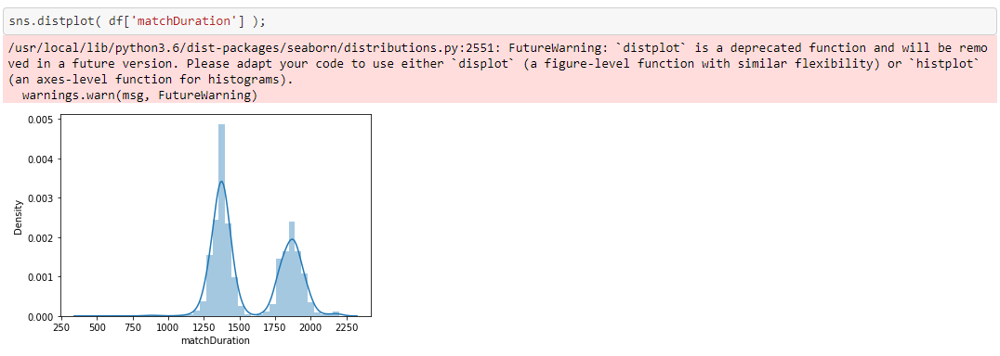 sns.distplot( df['matchDuration'] );
/usr/local/lib/python3.6/dist-packages/seaborn/distributions.py:2551: FutureWarning: `distplot` is a deprecated function and will be remo
ved in a future version. Please adapt your code to use either `displot` (a figure-level function with similar flexibility) or `histplot`
(an axes-level function for histograms).
  warnings.warn(msg, FutureWarning)
0.005
0.004
0.003
0.002
0.001
0.000
Density
250 500 750 1000 1250 1500 1750 2000 2250
matchDuration